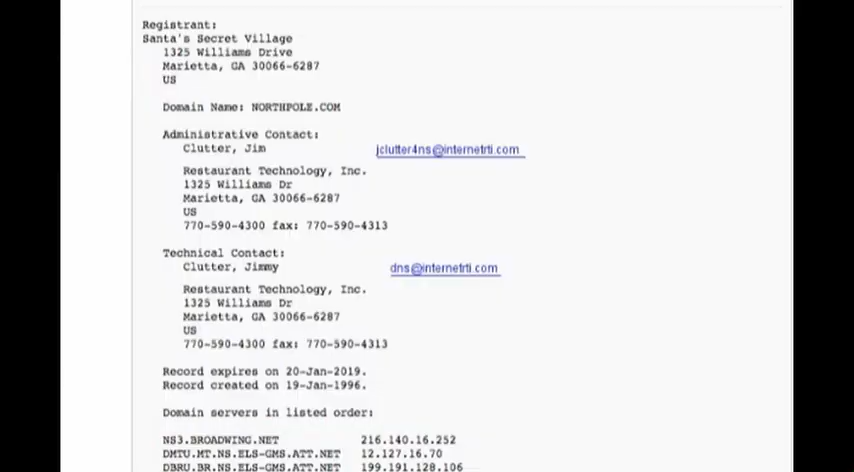 Registrant:
Santa's Secret Village
1325 Williams Drive
Marietta, GA 30066-6287
US
Domain Name: NORTHPOLE.COM
Administrative Contact:
Clutter, Jim jclutter4ns@internetrti.com
Restaurant Technology, Inc.
1325 Williams Dr
Marietta, GA 30066-6287
US
770-590-4300 fax: 770-590-4313
Technical Contact:
Clutter, Jimmy dns@internetrti.com
Restaurant Technology, Inc.
1325 Williams Dr
Marietta, GA 30066-6287
US
770-590-4300 fax: 770-590-4313
Record expires on 20-Jan-2019.
Record created on 19-Jan-1996.
Domain servers in listed order:
NS3.BROADWING.NET 216.140.16.252
DMTU.MT.NS.ELS-GMS.ATT.NET 12.127.16.70
DBRU.BR.NS.ELS-GMS.ATT.NET 199.191.128.106